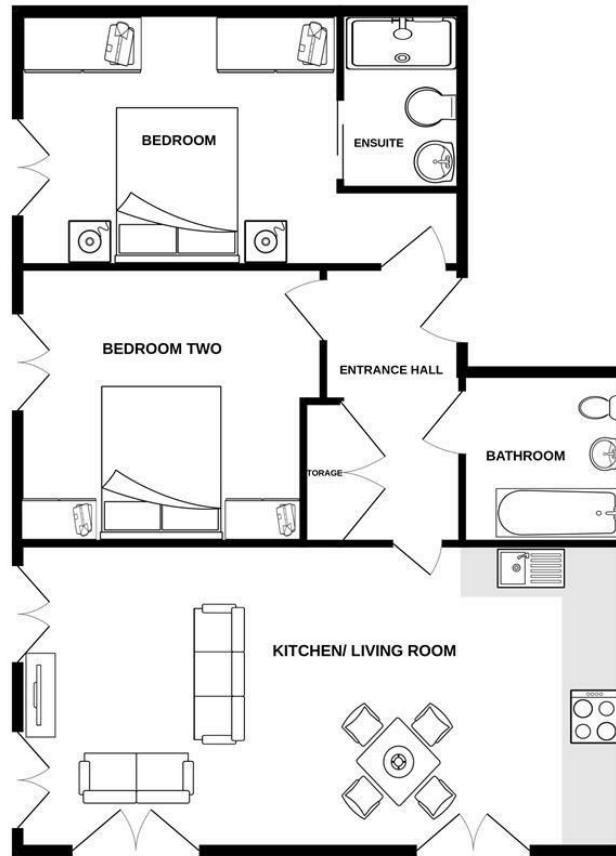 BEDROOM
ENSUITE
BEDROOM TWO
ENTRANCE HALL
TORAGE
BATHROOM
KITCHEN/ LIVING ROOM